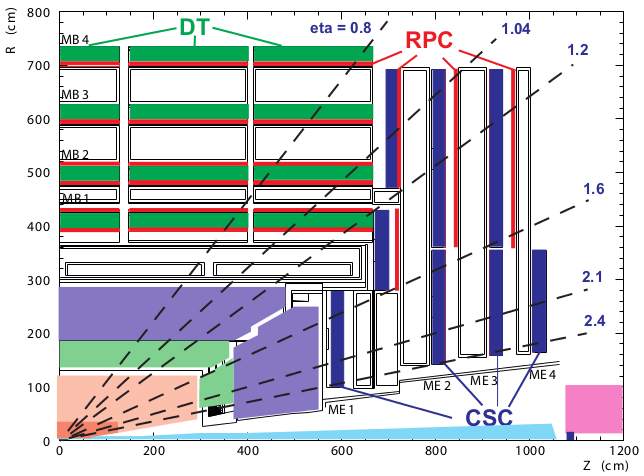 R (cm)
800
700
600
500
400
300
200
100
0
MB 4
DT
eta = 0.8
1.04
RPC
1.2
MB 3
MB 2
MB 1
1.6
2.1
2.4
ME 1
ME 2
ME 3
ME 4
CSC
0
200
400
600
800
1000
1200
Z (cm)